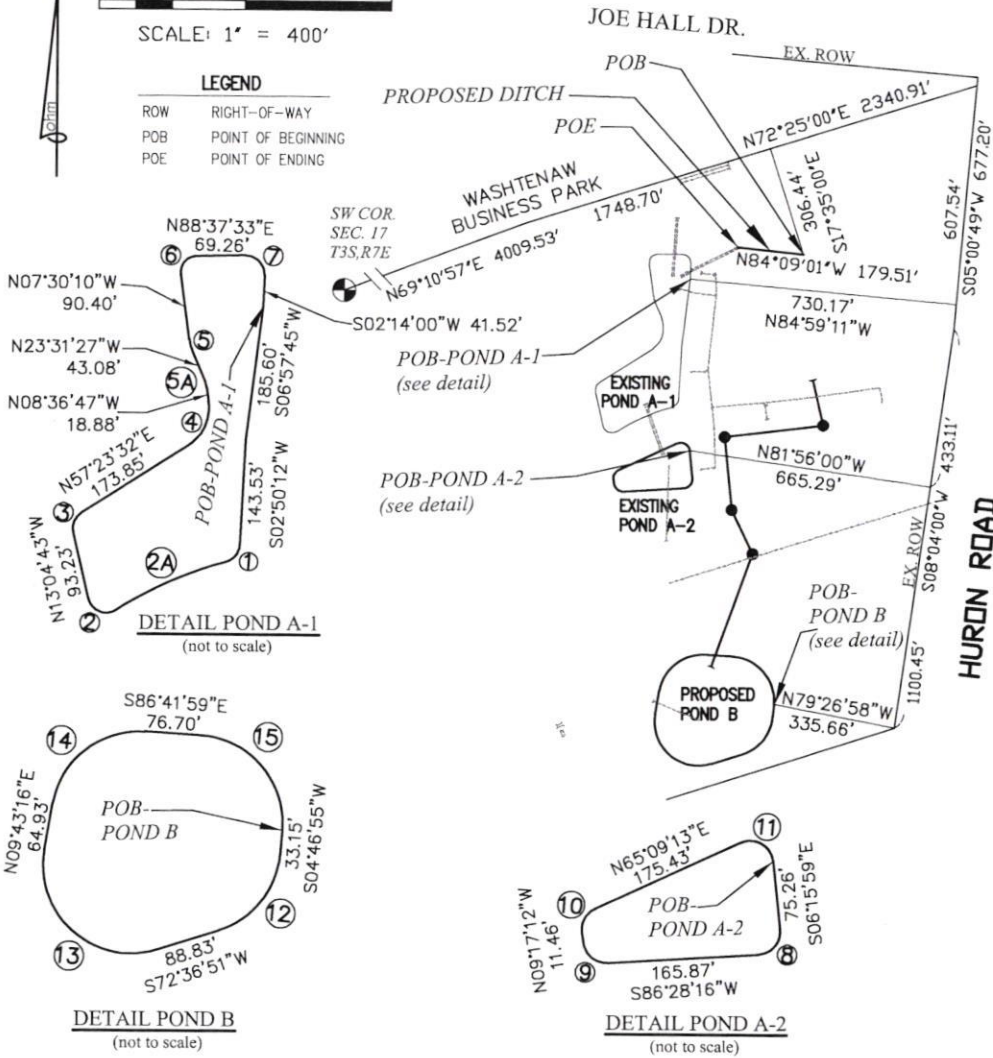 SCALE: 1" = 400'
LEGEND
ROW RIGHT-OF-WAY
POB POINT OF BEGINNING
POE POINT OF ENDING
ohm
JOE HALL DR.
EX. ROW
POB
PROPOSED DITCH
POE
N72°25'00"E 2340.91'
S17°35'00"E
306.44'
S05°00'49"W 677.20'
607.54'
WASHTENAW
BUSINESS PARK
1748.70'
N69°10'57"E 4009.53'
SW COR.
SEC. 17
T3S,R7E
N84°09'01"W 179.51'
730.17'
N84°59'11"W
POB-POND A-1
(see detail)
EXISTING
POND A-1
POB-POND A-2
(see detail)
EXISTING
POND A-2
N81°56'00"W
665.29'
433.11'
EX. ROW
S08°04'00"W
HURON ROAD
POB-
POND B
(see detail)
1100.45'
N79°26'58"W
335.66'
PROPOSED
POND B
N88°37'33"E
69.26'
6
7
N07°30'10"W
90.40'
S02°14'00"W 41.52'
5
N23°31'27"W
43.08'
5A
N08°36'47"W
18.88'
4
POB-POND A-1
185.60'
S06°57'45"W
N57°23'32"E
173.85'
143.53'
S02°50'12"W
3
N13°04'43"W
93.23'
2A
1
2
DETAIL POND A-1
(not to scale)
S86°41'59"E
76.70'
14
15
N09°43'16"E
64.93'
POB-
POND B
33.15'
S04°46'55"W
12
13
88.83'
S72°36'51"W
DETAIL POND B
(not to scale)
11
N65°09'13"E
175.43'
10
POB-
POND A-2
75.26'
S06°15'59"E
N09°17'12"W
11.46'
9
8
165.87'
S86°28'16"W
DETAIL POND A-2
(not to scale)